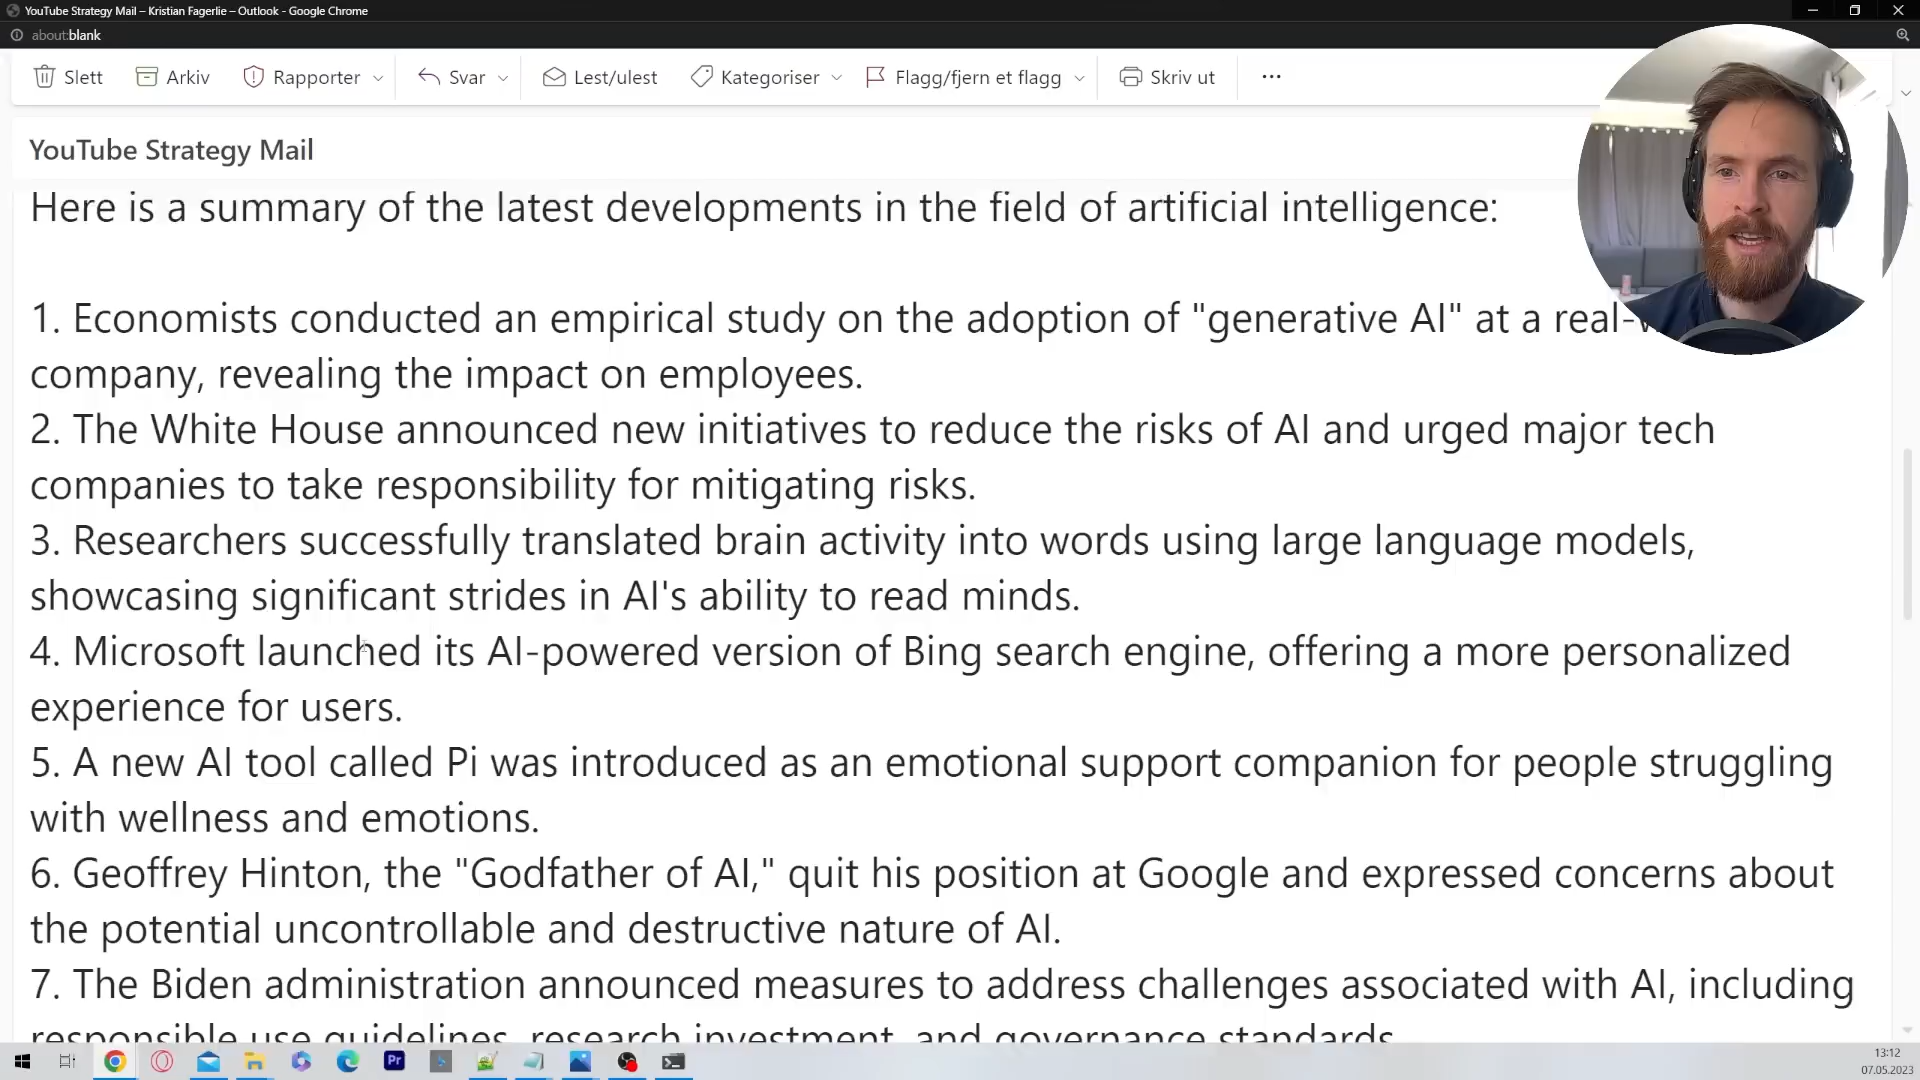 YouTube Strategy Mail – Kristian Fagerlie – Outlook - Google Chrome
about:blank
Slett Arkiv Rapporter Svar Lest/ulest Kategoriser Flagg/fjern et flagg Skriv ut ...
YouTube Strategy Mail
Here is a summary of the latest developments in the field of artificial intelligence:
1. Economists conducted an empirical study on the adoption of "generative AI" at a real-
company, revealing the impact on employees.
2. The White House announced new initiatives to reduce the risks of AI and urged major tech
companies to take responsibility for mitigating risks.
3. Researchers successfully translated brain activity into words using large language models,
showcasing significant strides in AI's ability to read minds.
4. Microsoft launched its AI-powered version of Bing search engine, offering a more personalized
experience for users.
5. A new AI tool called Pi was introduced as an emotional support companion for people struggling
with wellness and emotions.
6. Geoffrey Hinton, the "Godfather of AI," quit his position at Google and expressed concerns about
the potential uncontrollable and destructive nature of AI.
7. The Biden administration announced measures to address challenges associated with AI, including
responsible use guidelines, research investment, and governance standards.
Pr
13:12
07.05.2023